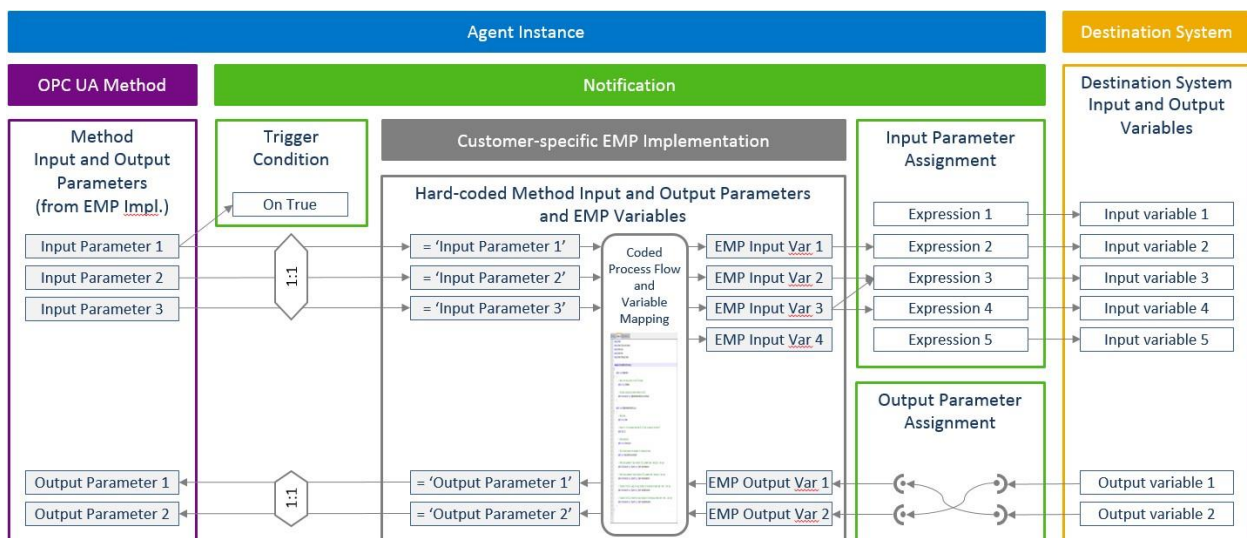 Agent Instance
Destination System
OPC UA Method
Notification
Destination System
Input and Output
Variables
Method
Input and Output
Parameters
(from EMP Impl.)
Trigger
Condition
On True
Customer-specific EMP Implementation
Hard-coded Method Input and Output Parameters
and EMP Variables
Input Parameter
Assignment
Input Parameter 1
Input Parameter 2
Input Parameter 3
1:1
= ‘Input Parameter 1’
= ‘Input Parameter 2’
= ‘Input Parameter 3’
Coded
Process Flow
and
Variable
Mapping
EMP Input Var 1
EMP Input Var 2
EMP Input Var 3
EMP Input Var 4
Expression 1
Expression 2
Expression 3
Expression 4
Expression 5
Input variable 1
Input variable 2
Input variable 3
Input variable 4
Input variable 5
Output Parameter
Assignment
Output Parameter 1
Output Parameter 2
1:1
= ‘Output Parameter 1’
= ‘Output Parameter 2’
EMP Output Var 1
EMP Output Var 2
Output variable 1
Output variable 2